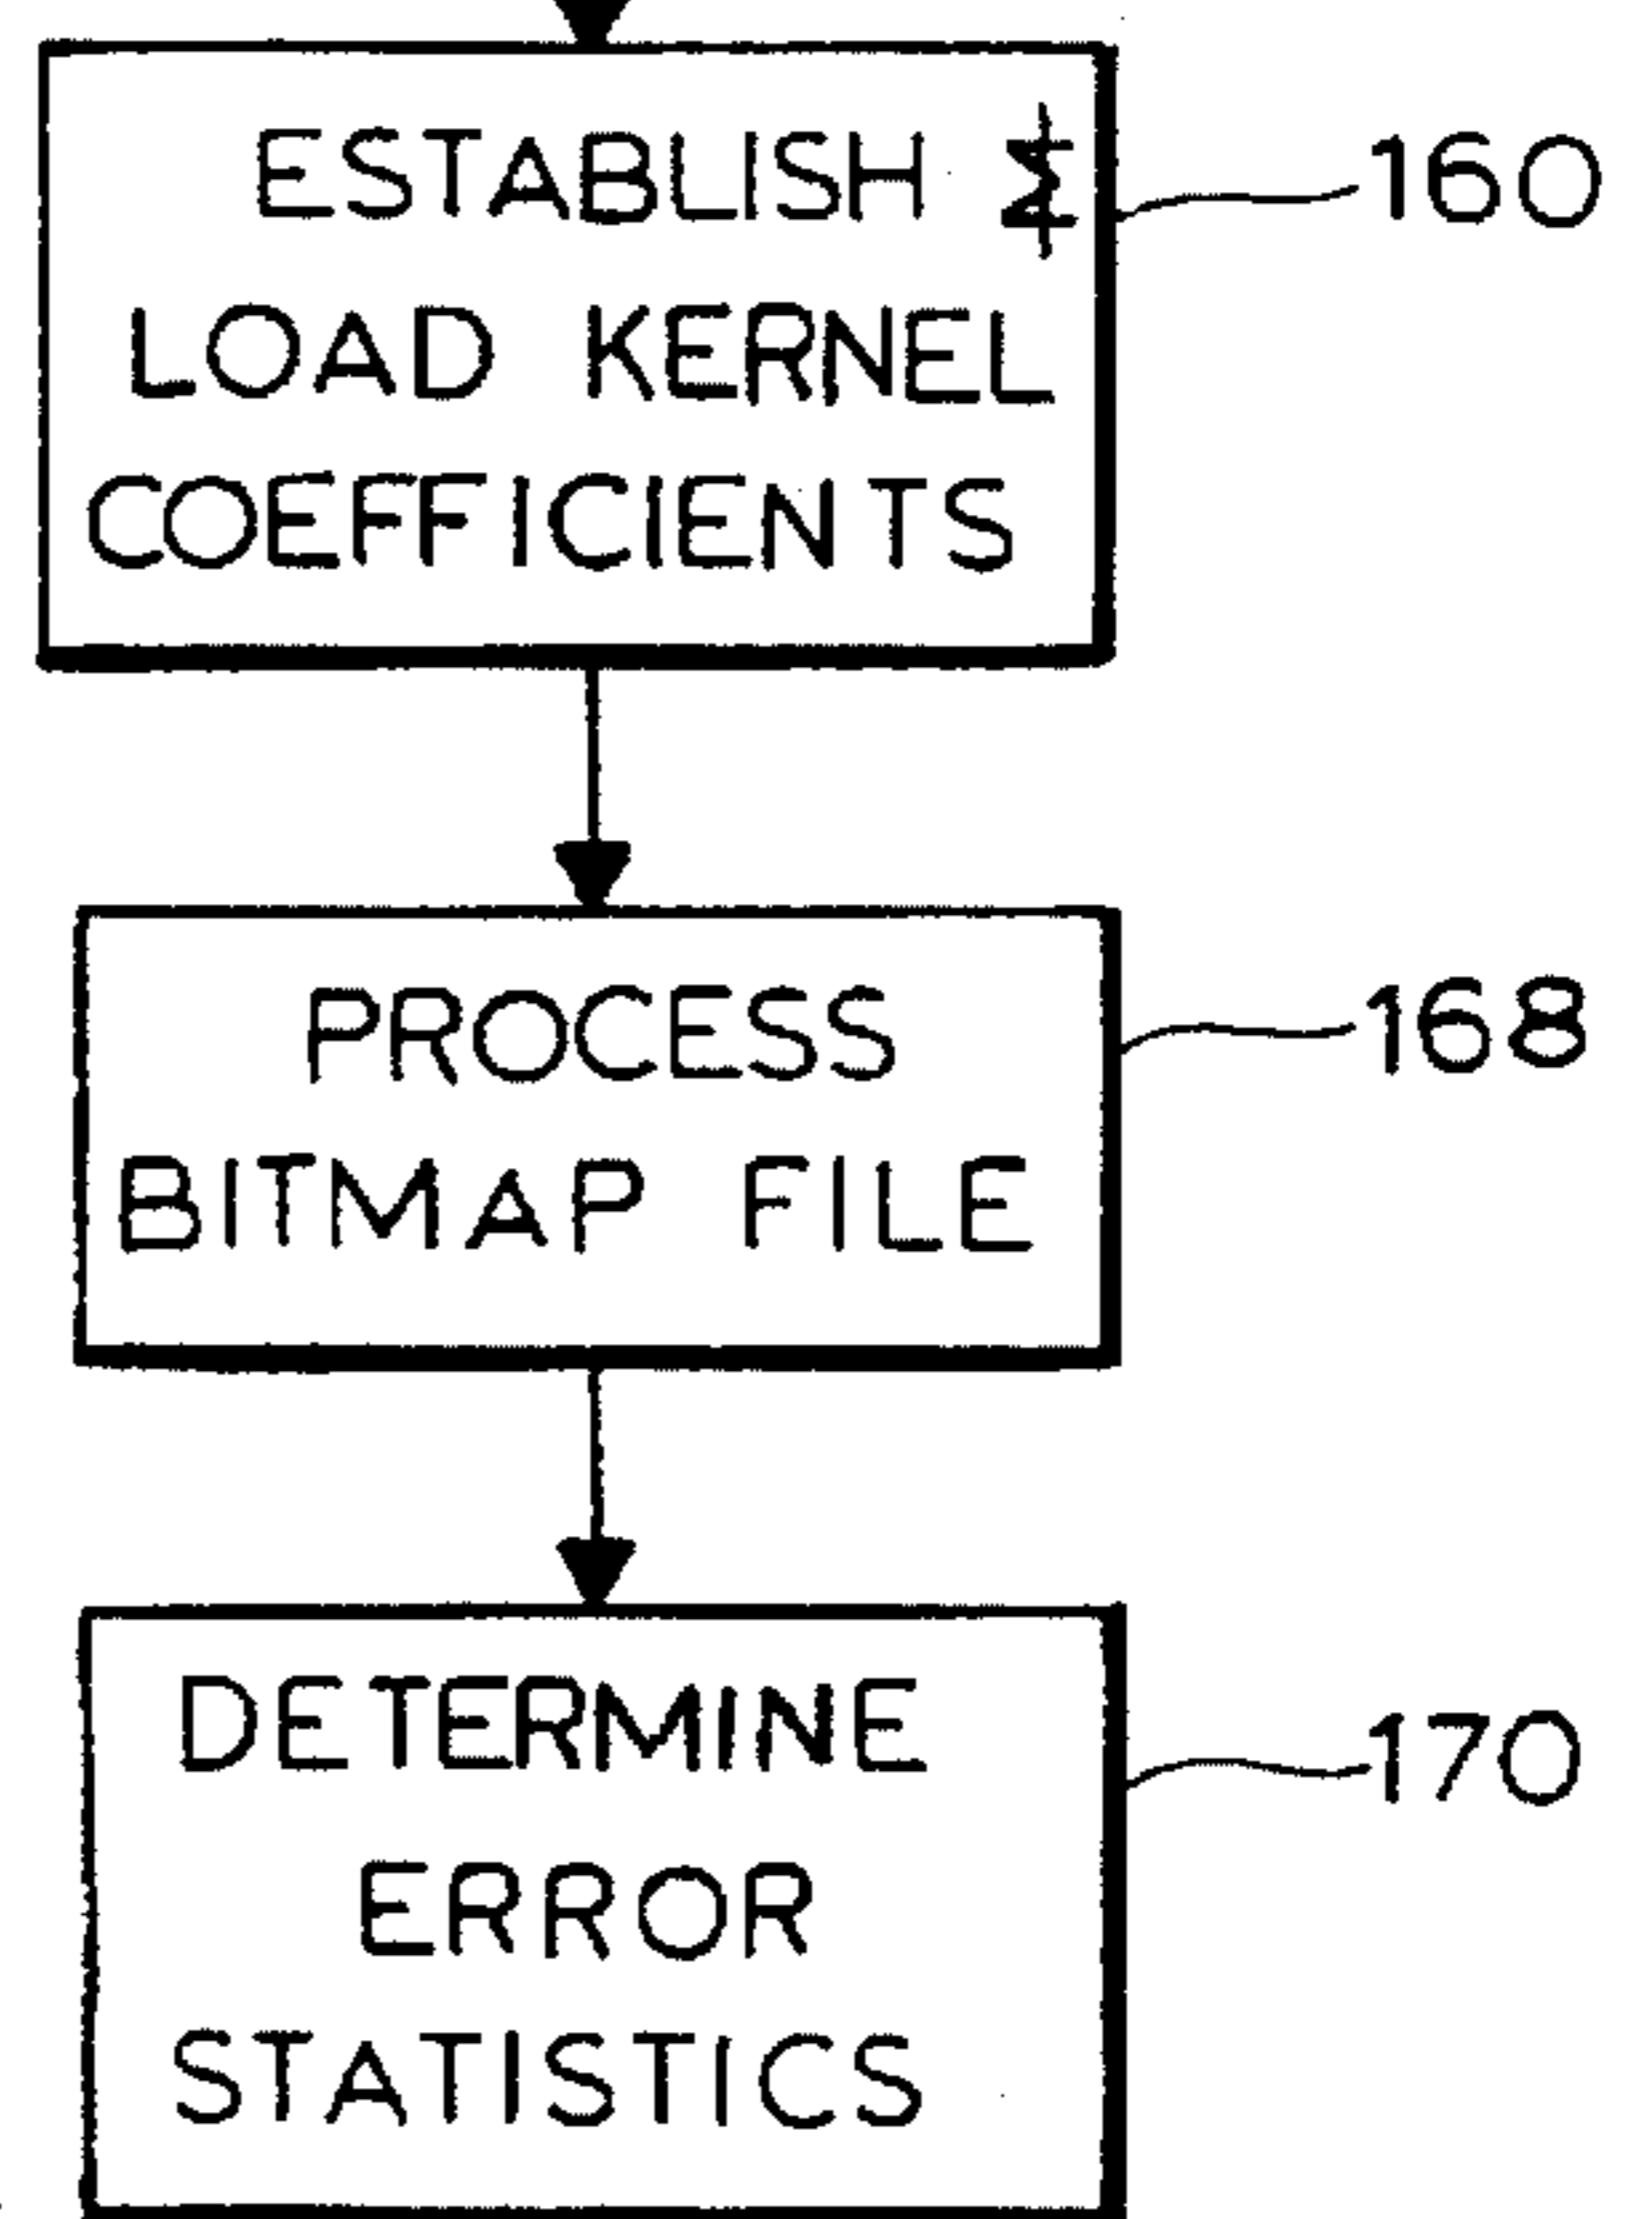 ESTABLISH &
LOAD KERNEL
COEFFICIENTS
160
PROCESS
BITMAP FILE
168
DETERMINE
ERROR
STATISTICS
170